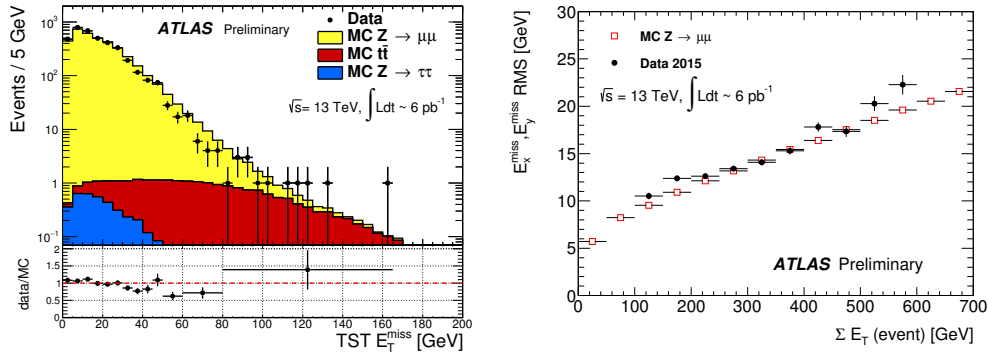 Events / 5 GeV
10³
10²
10
1
10⁻¹
ATLAS Preliminary
Data
MC Z → μμ
MC tt̄
MC Z → ττ
√s = 13 TeV, ∫Ldt ~ 6 pb⁻¹
data/MC
2
1.5
1
0.5
0
0 20 40 60 80 100 120 140 160 180 200
TST E_T^miss [GeV]
E_x^miss, E_y^miss RMS [GeV]
30
25
20
15
10
5
0
MC Z → μμ
Data 2015
√s = 13 TeV, ∫Ldt ~ 6 pb⁻¹
ATLAS Preliminary
0 100 200 300 400 500 600 700
Σ E_T (event) [GeV]